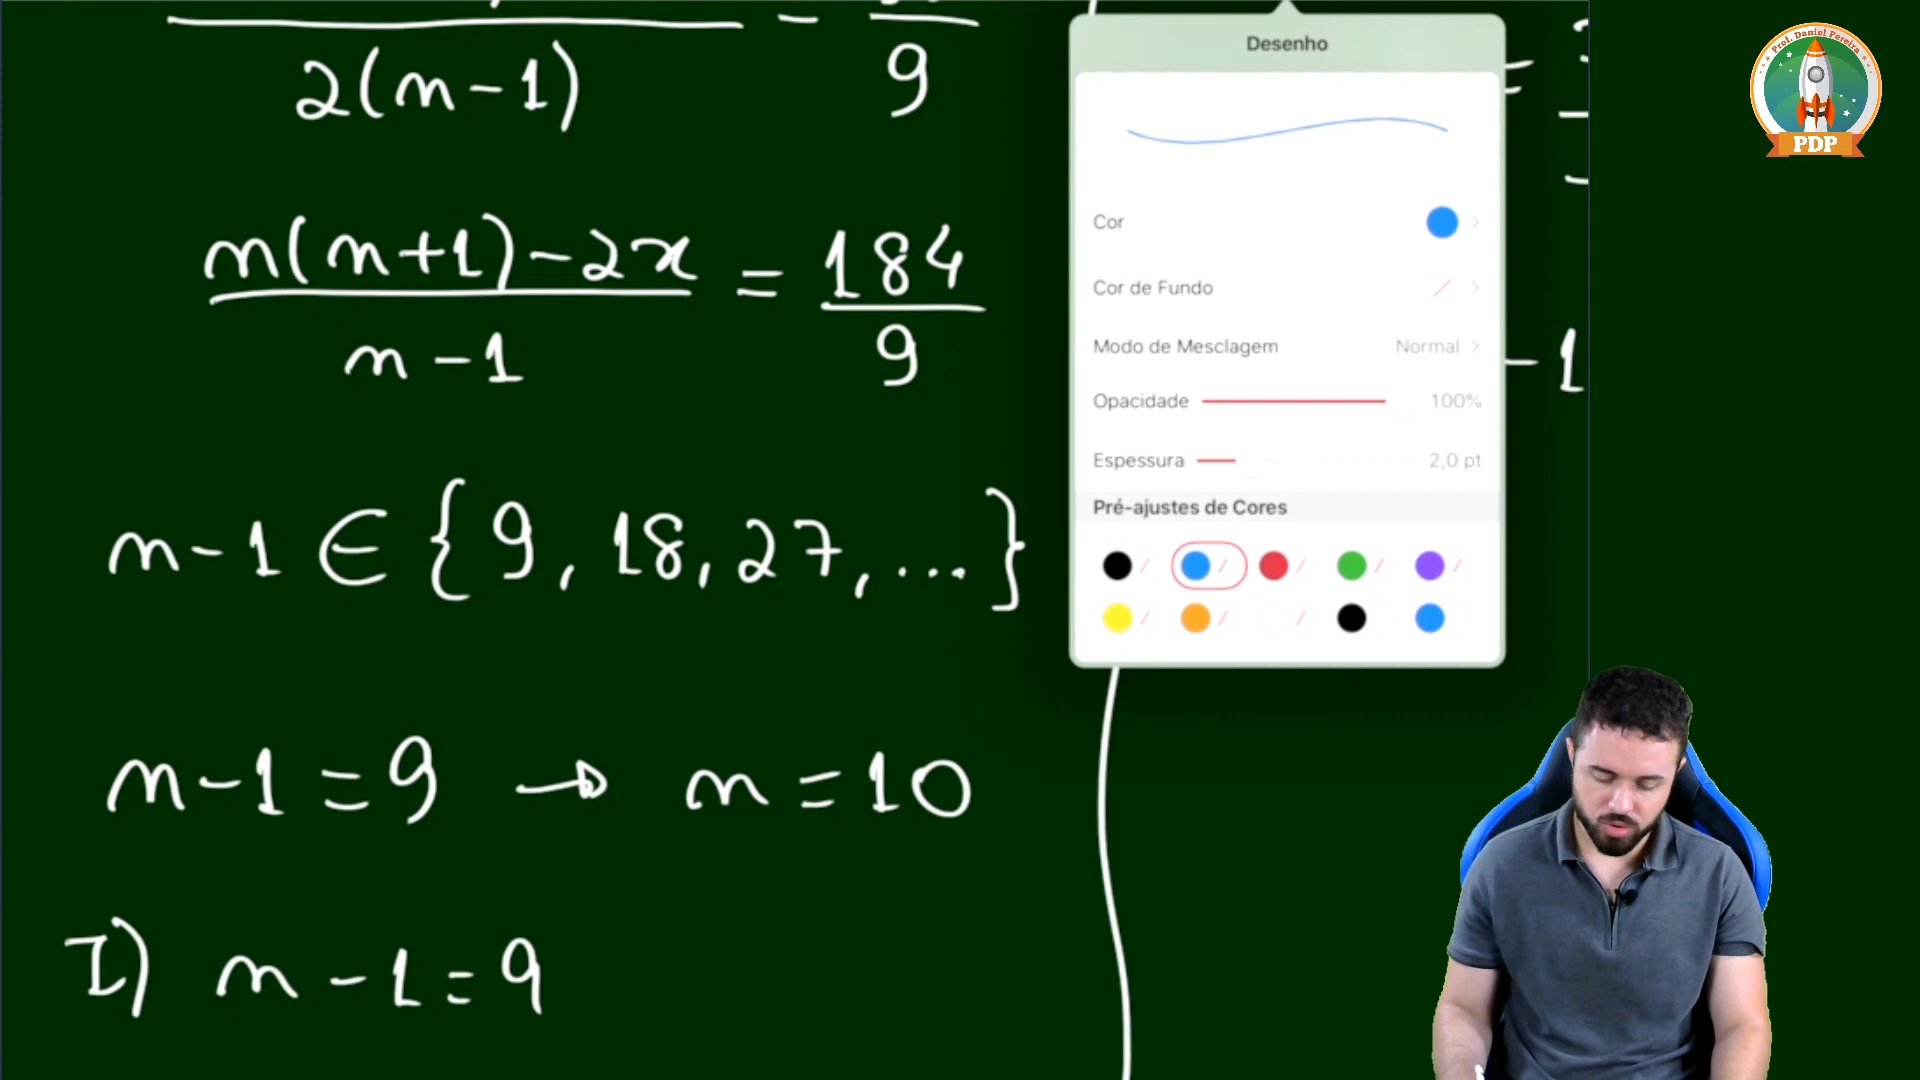 2(n-1)
9
n(n+1)-2x = 184
n-1
9
n-1 ∈ {9, 18, 27, ...}
n-1 = 9 → n = 10
I) n-1 = 9
Desenho
Cor
Cor de Fundo
Modo de Mesclagem Normal
Opacidade 100%
Espessura 2,0 pt
Pré-ajustes de Cores
-1
Prof. Daniel Pereira
PDP